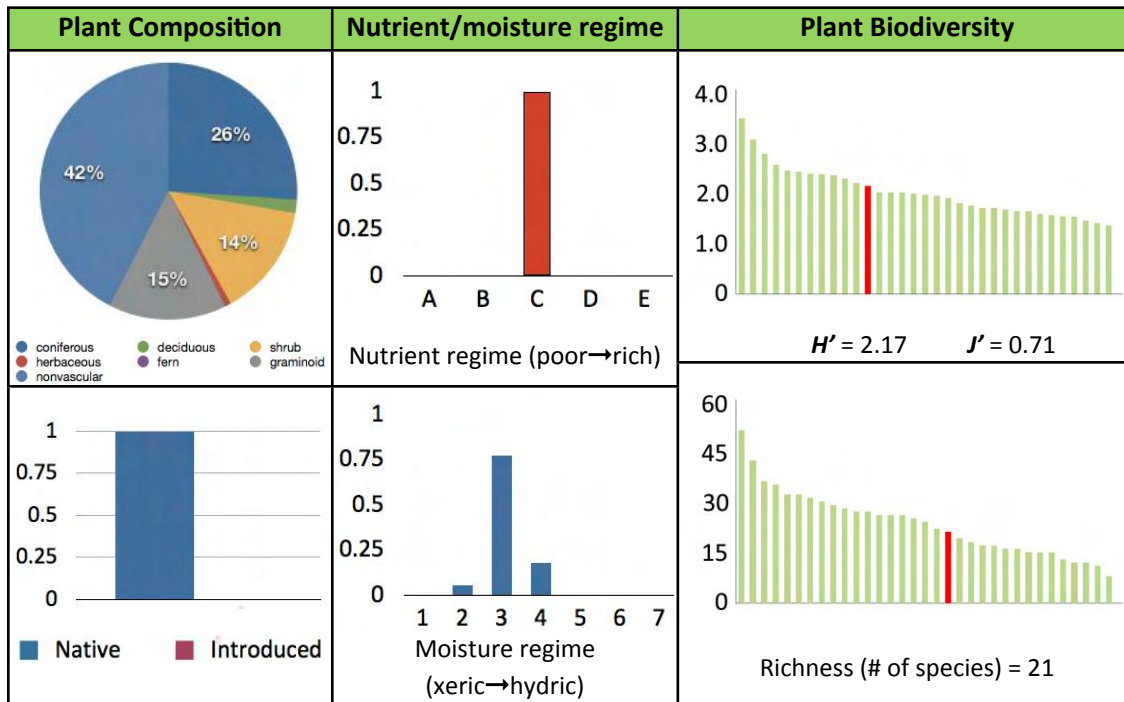 Plant Composition
Nutrient/moisture regime
Plant Biodiversity
26%
42%
14%
15%
coniferous
deciduous
shrub
herbaceous
fern
graminoid
nonvascular
1
0.75
0.5
0.25
0
A B C D E
Nutrient regime (poor→rich)
4.0
3.0
2.0
1.0
0
H’ = 2.17 J’ = 0.71
1
0.75
0.5
0.25
0
Native Introduced
1
0.75
0.5
0.25
0
1 2 3 4 5 6 7
Moisture regime
(xeric→hydric)
60
45
30
15
0
Richness (# of species) = 21